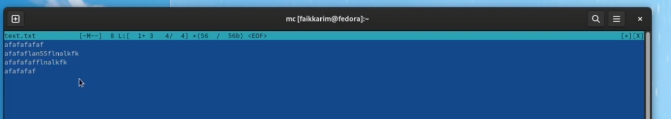 mc [faikkarim@fedora]:~
test.txt [-M--] 8 L:[ 1+ 3 4/ 4] *(56 / 56b) <EOF> [*][X]
afafafafaf
afafaflan55flnalkfk
afafafafflnalkfk
afafafaf